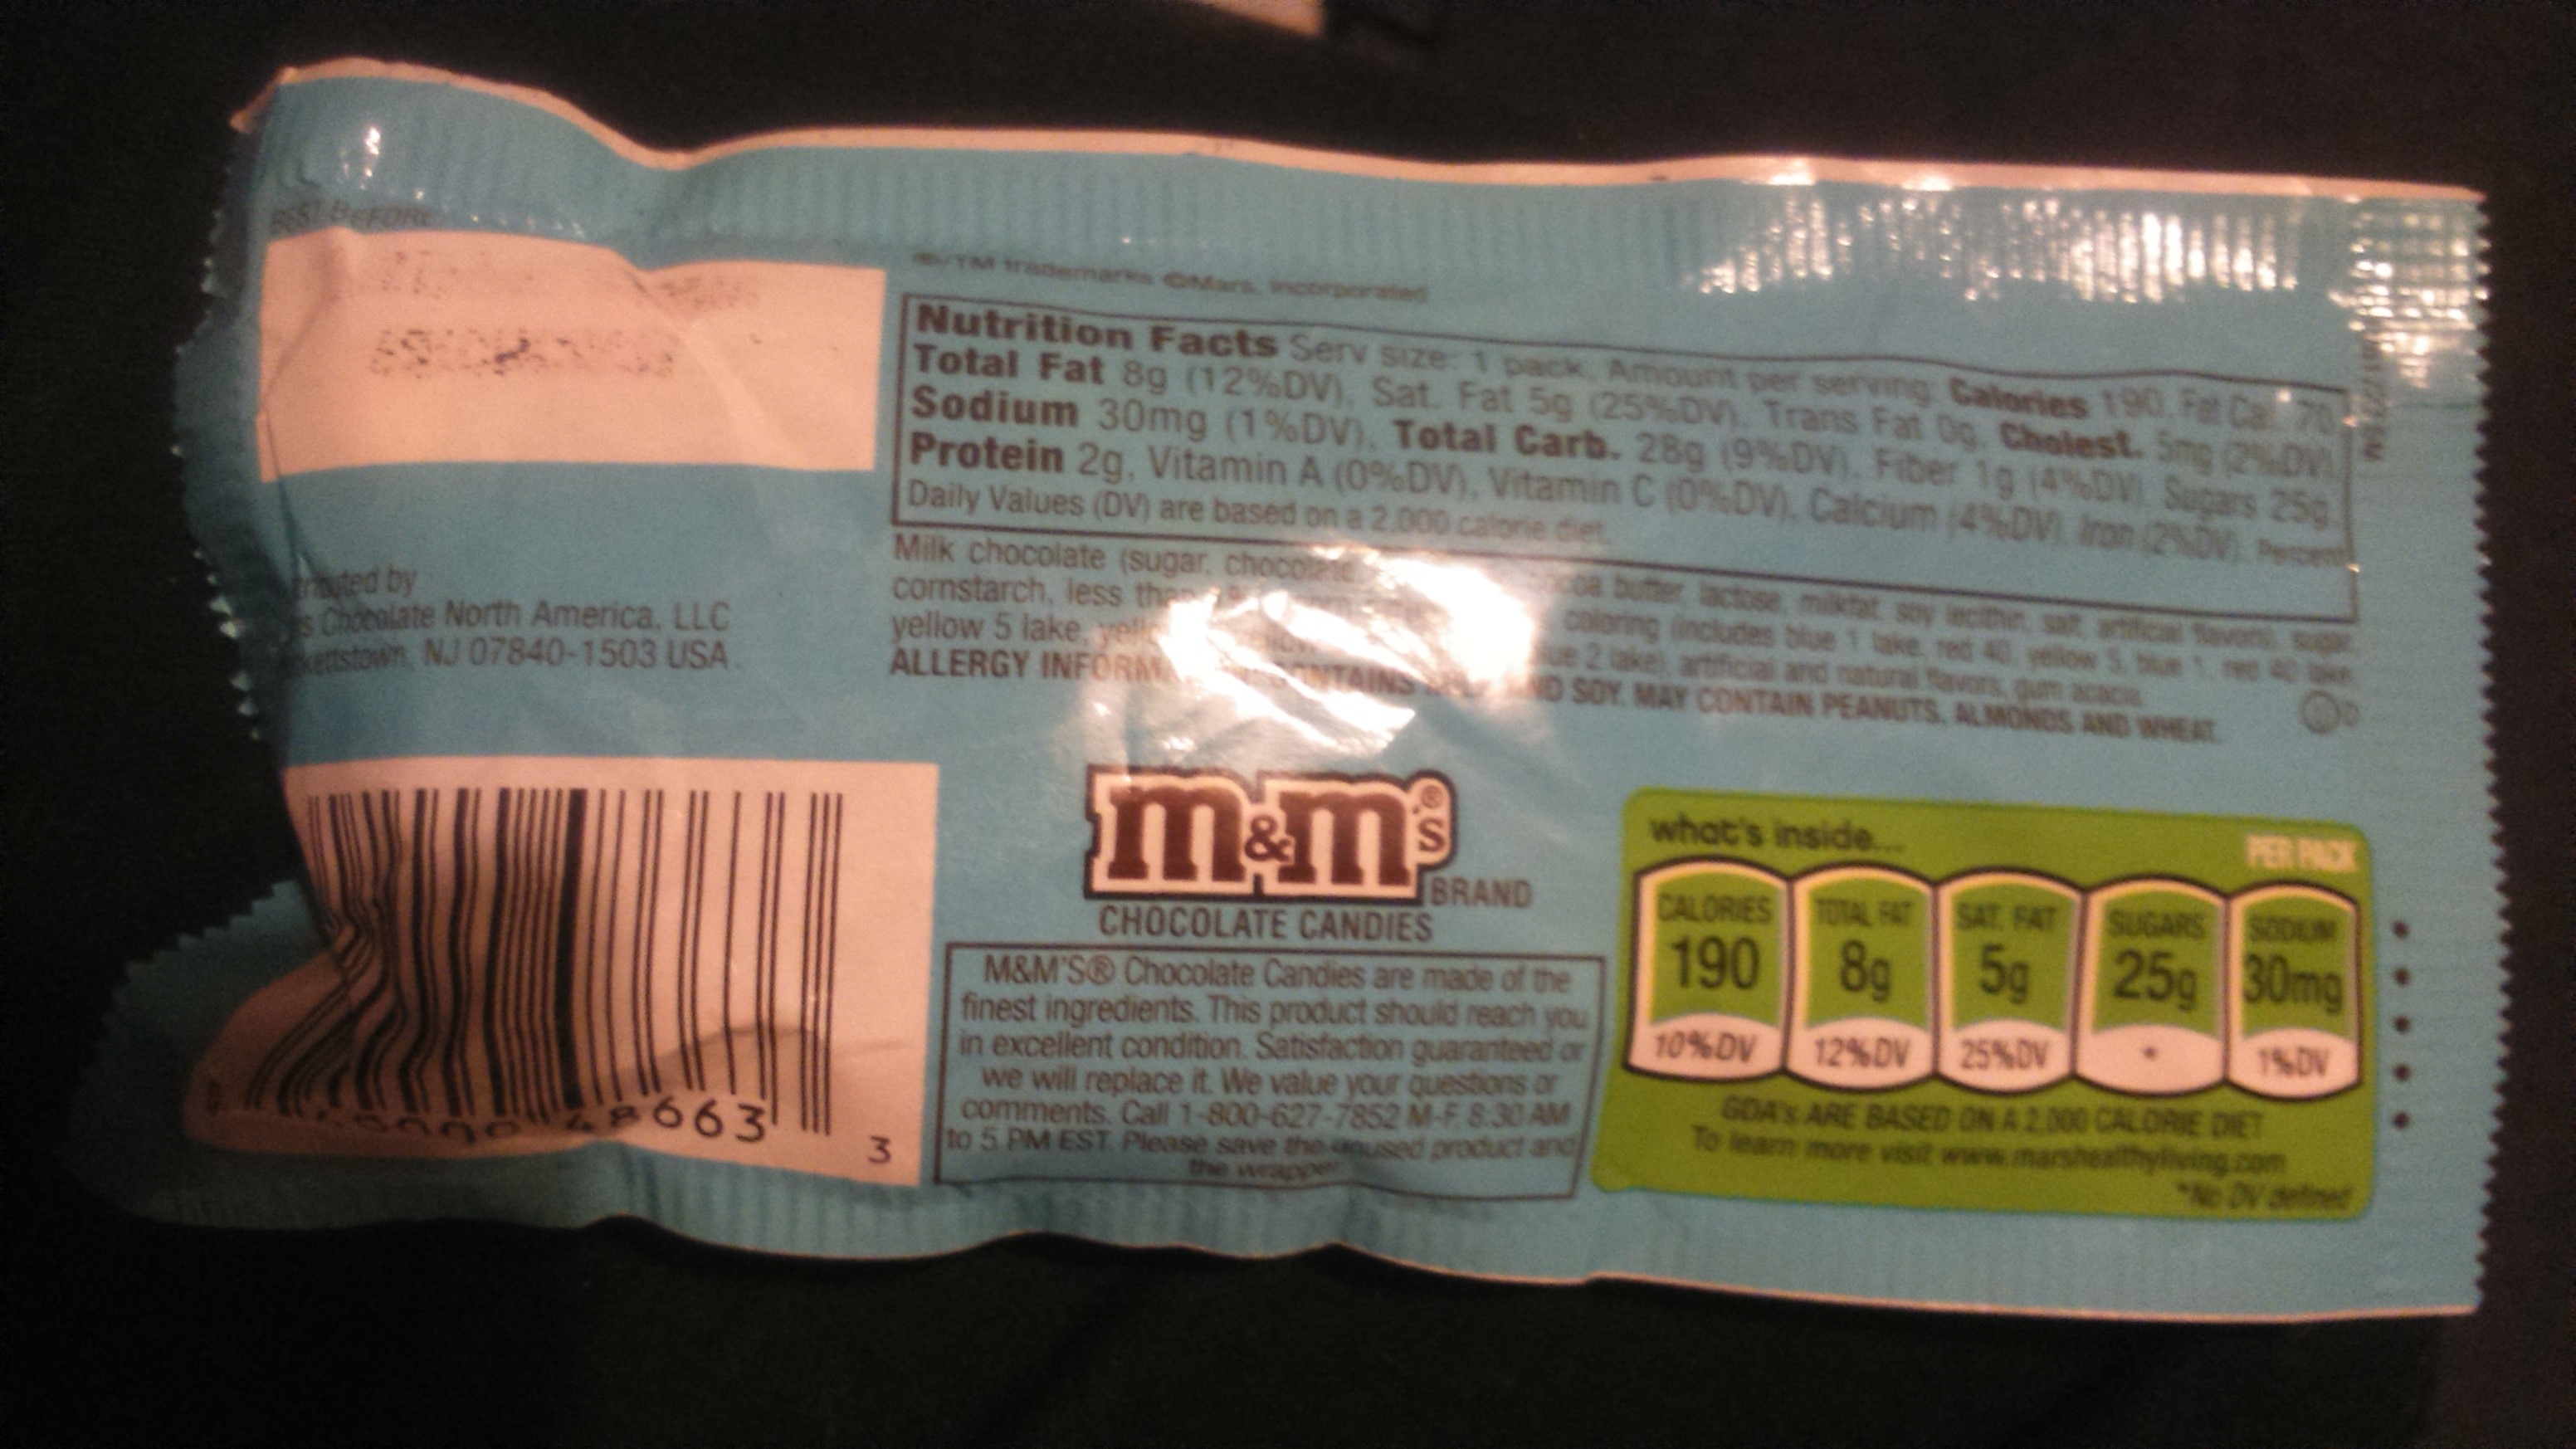 BEST BEFORE
®/TM trademarks ©Mars, Incorporated
Nutrition Facts Serv size: 1 pack, Amount per serving: Calories 190, Fat Cal. 70,
Total Fat 8g (12%DV), Sat. Fat 5g (25%DV), Trans Fat 0g, Cholest. 5mg (2%DV),
Sodium 30mg (1%DV), Total Carb. 28g (9%DV), Fiber 1g (4%DV), Sugars 25g,
Protein 2g, Vitamin A (0%DV), Vitamin C (0%DV), Calcium (4%DV), Iron (2%DV). Percent
Daily Values (DV) are based on a 2,000 calorie diet.
Milk chocolate (sugar, chocolate, butter, lactose, milkfat, soy lecithin, salt, artificial flavors), sugar,
cornstarch, less than coloring (includes blue 1 lake, red 40, yellow 5, blue 1, red 40 lake,
yellow 5 lake, 2 lake), artificial and natural flavors, gum acacia.
ALLERGY CONTAINS SOY. MAY CONTAIN PEANUTS, ALMONDS AND WHEAT.
by
Chocolate North America, LLC
NJ 07840-1503 USA
m&m's®
BRAND
CHOCOLATE CANDIES
M&M'S® Chocolate Candies are made of the
finest ingredients. This product should reach you
in excellent condition. Satisfaction guaranteed or
we will replace it. We value your questions or
comments. Call 1-800-627-7852 M-F, 8:30 AM
to 5 PM EST. Please save the unused product and
the wrapper
what's inside...
PER PACK
CALORIES TOTAL FAT SAT. FAT SUGARS SODIUM
190 8g 5g 25g 30mg
10%DV 12%DV 25%DV * 1%DV
GDA's ARE BASED ON A 2,000 CALORIE DIET
To learn more visit www.marshealthyliving.com
*No DV defined
48663 3